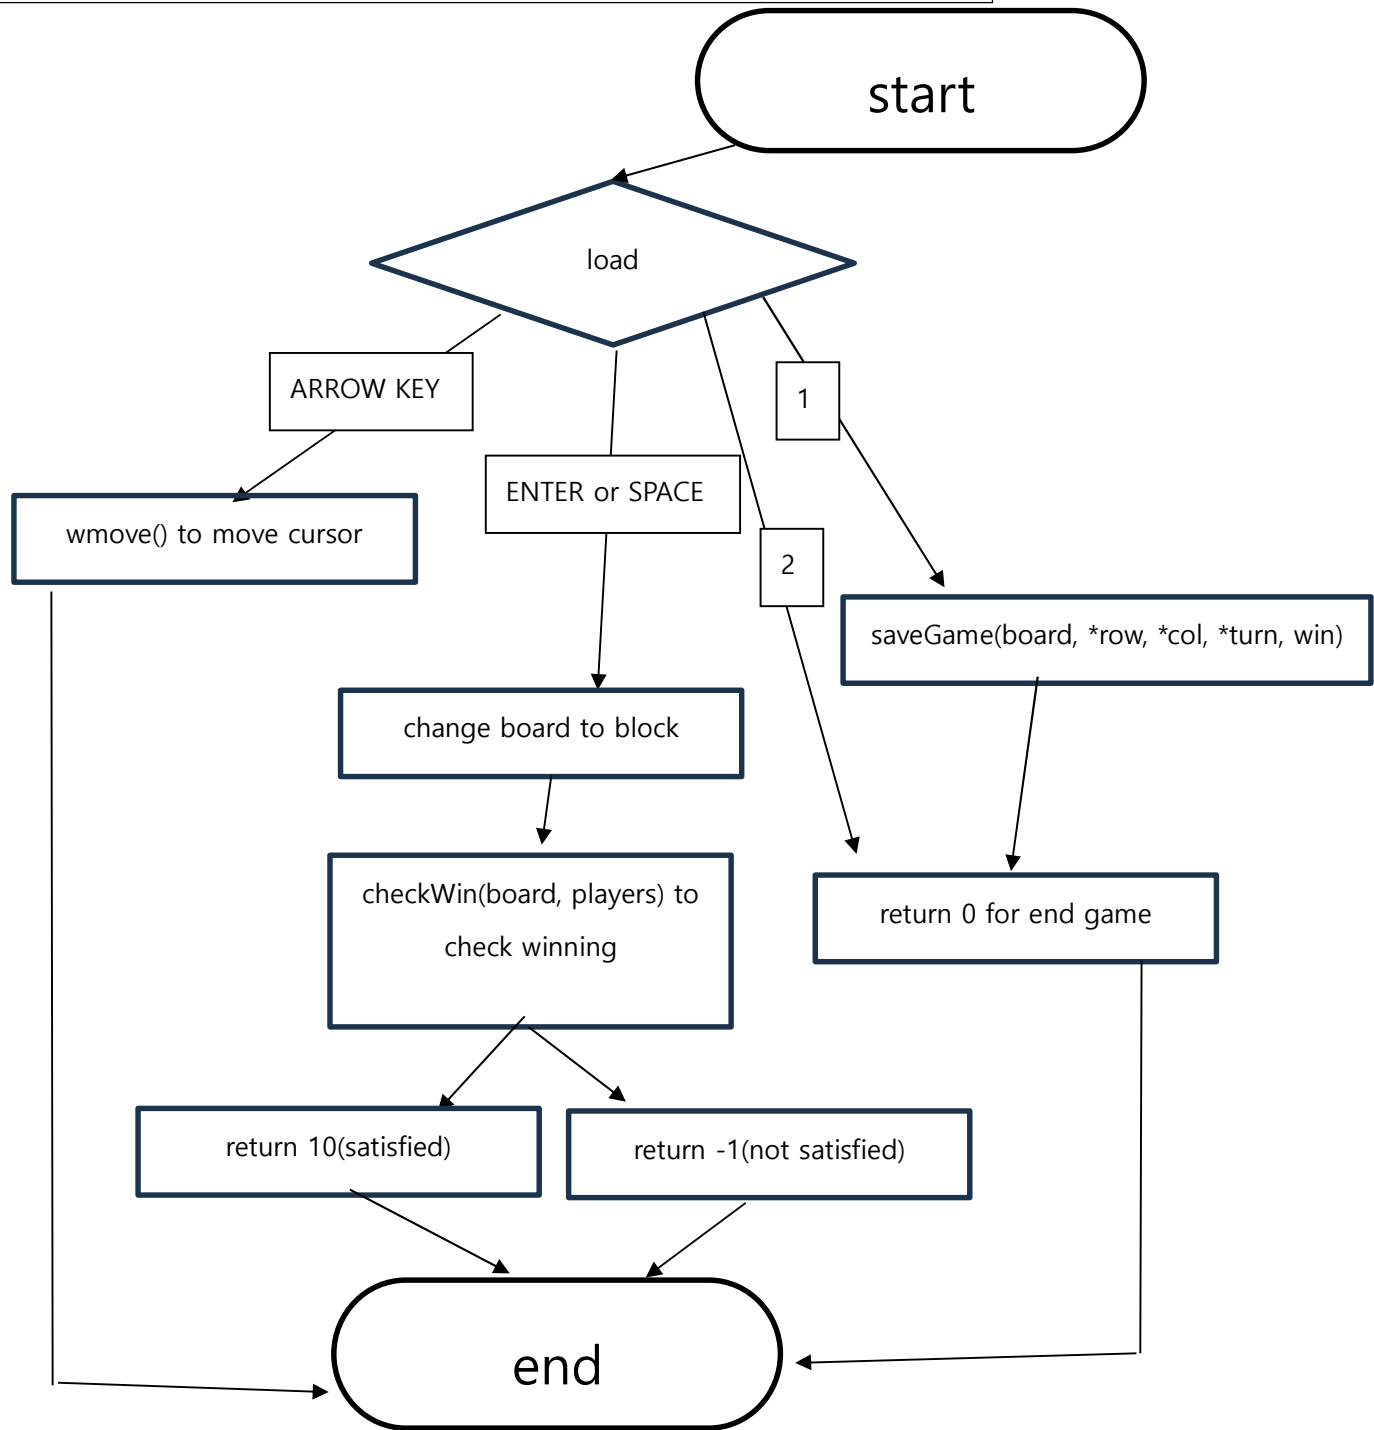 start
load
ARROW KEY
1
ENTER or SPACE
wmove() to move cursor
2
saveGame(board, *row, *col, *turn, win)
change board to block
checkWin(board, players) to
check winning
return 0 for end game
return 10(satisfied)
return -1(not satisfied)
end